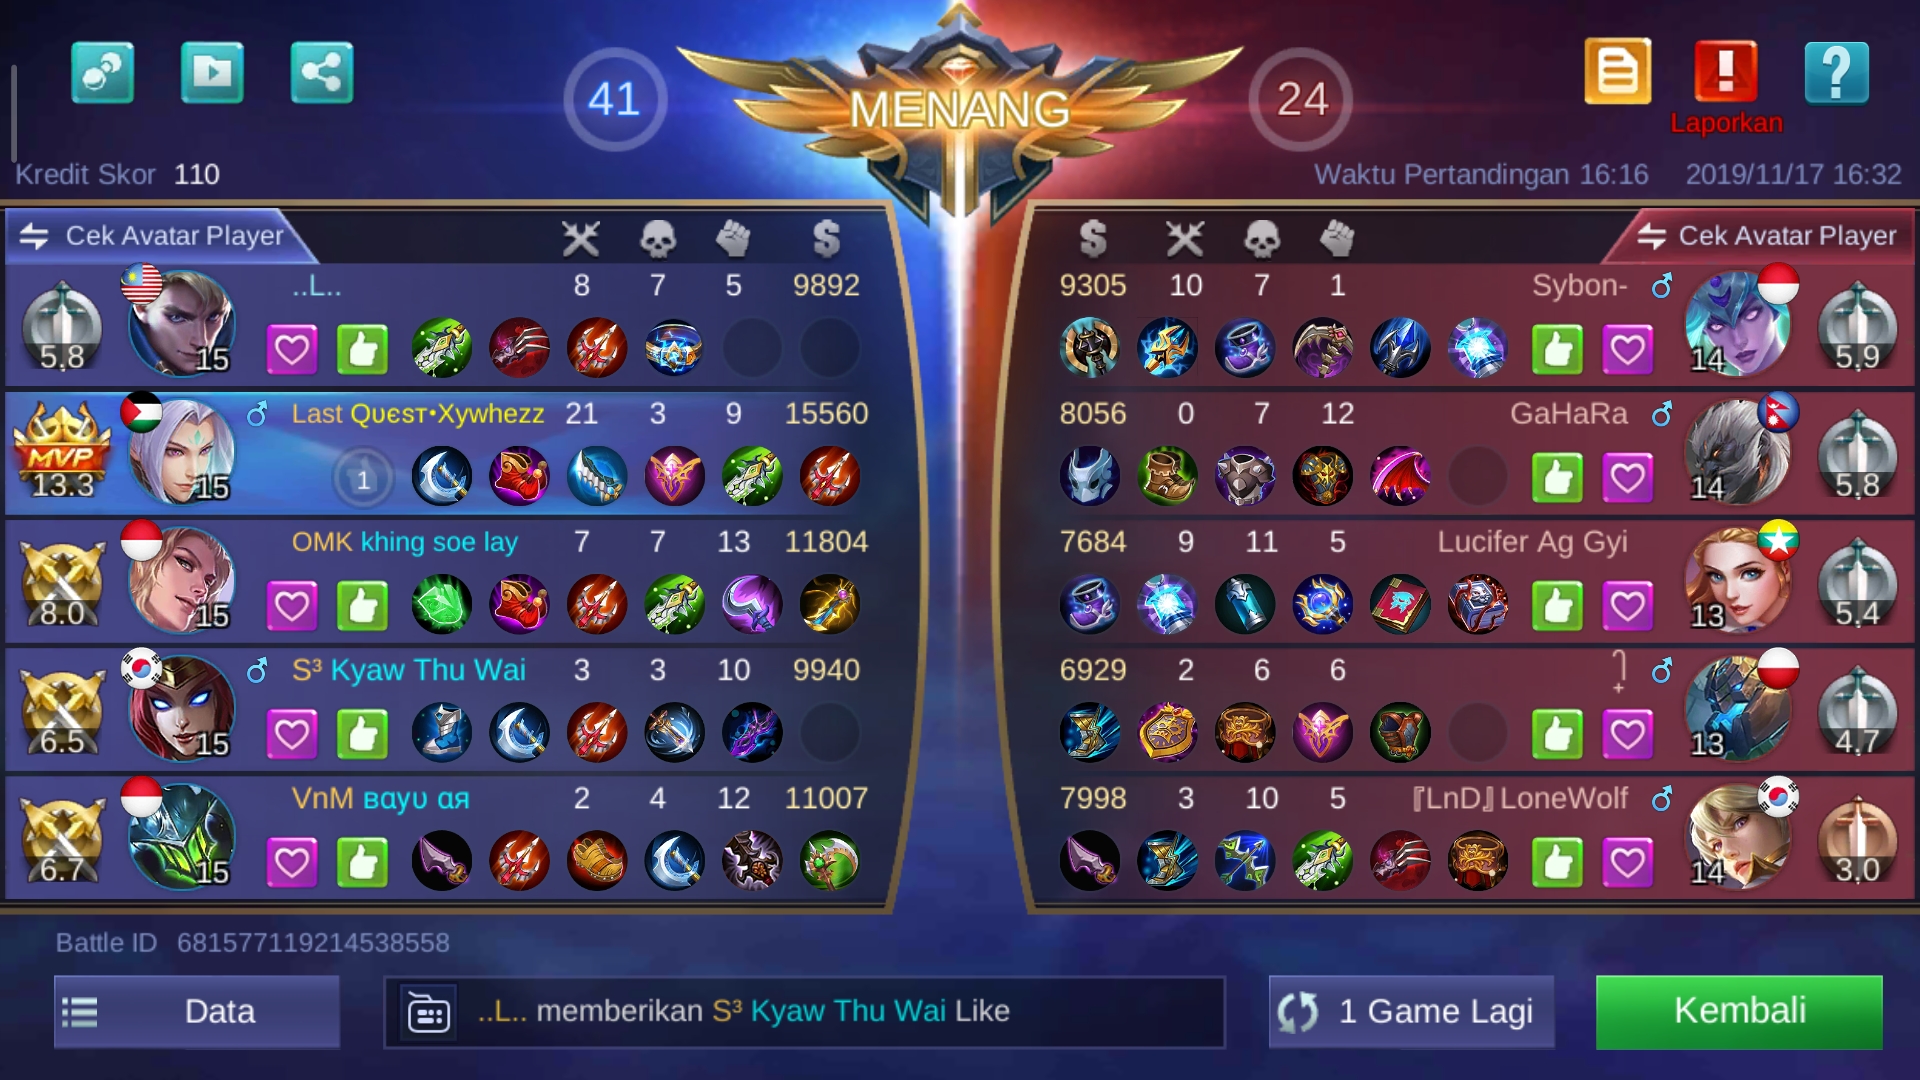 41
MENANG
24
Laporkan
Kredit Skor 110
Waktu Pertandingan 16:16 2019/11/17 16:32
Cek Avatar Player
Cek Avatar Player
..L.. 8 7 5 9892
5,8 15
9305 10 7 1 Sybon-
14 5,9
Last Qυєsт•Xywhezz 21 3 9 15560
MVP
13.3 15 1
8056 0 7 12 GaHaRa
14 5,8
OMK khing soe lay 7 7 13 11804
8.0 15
7684 9 11 5 Lucifer Ag Gyi
13 5,4
S³ Kyaw Thu Wai 3 3 10 9940
6.5 15
6929 2 6 6
13 4,7
VnM вαуυ αя 2 4 12 11007
6.7 15
7998 3 10 5 『LnD』LoneWolf
14 3,0
Battle ID 681577119214538558
Data
..L.. memberikan S³ Kyaw Thu Wai Like
1 Game Lagi
Kembali